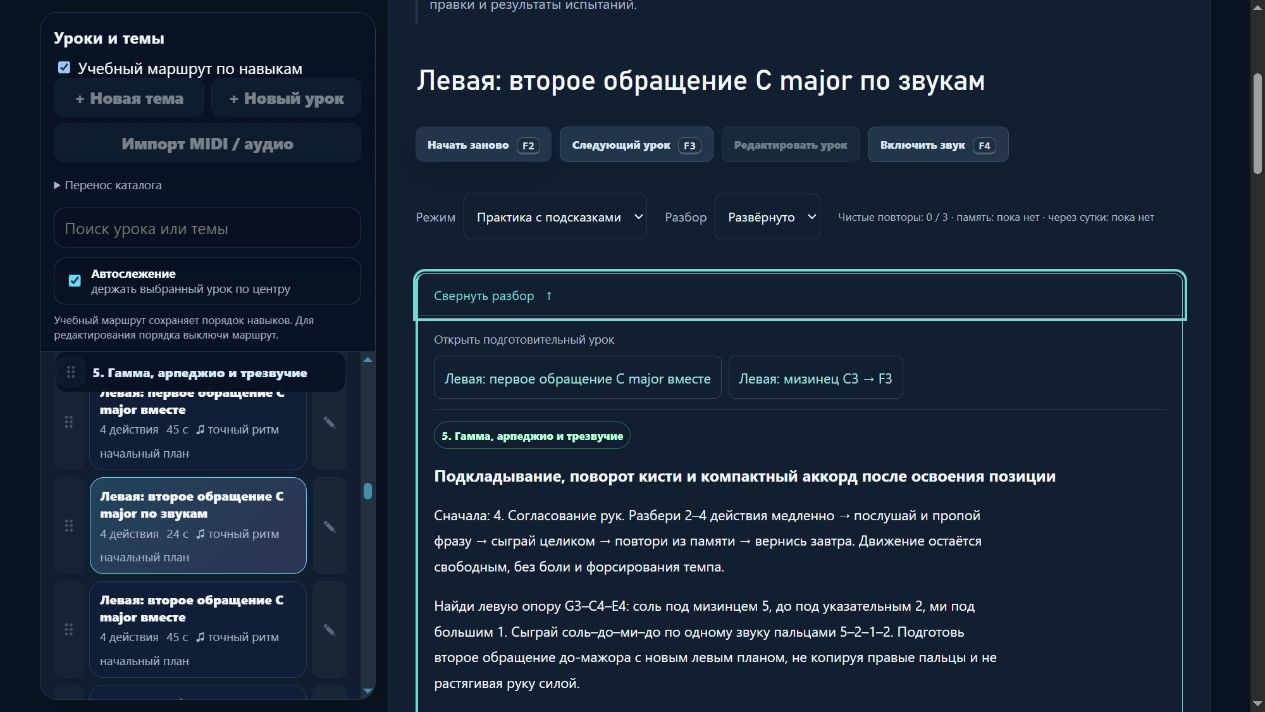 Уроки и темы
Учебный маршрут по навыкам
+ Новая тема
+ Новый урок
Импорт MIDI / аудио
Перенос каталога
Поиск урока или темы
Автослежение
держать выбранный урок по центру
Учебный маршрут сохраняет порядок навыков. Для
редактирования порядка выключи маршрут.
5. Гамма, арпеджио и трезвучие
Левая: первое обращение C
major вместе
4 действия 45 с ♫ точный ритм
начальный план
Левая: второе обращение C
major по звукам
4 действия 24 с ♫ точный ритм
начальный план
Левая: второе обращение C
major вместе
4 действия 45 с ♫ точный ритм
начальный план
правки и результаты испытаний.
Левая: второе обращение C major по звукам
Начать заново F2
Следующий урок F3
Редактировать урок
Включить звук F4
Режим
Практика с подсказками
Разбор
Развёрнуто
Чистые повторы: 0 / 3 · память: пока нет · через сутки: пока нет
Свернуть разбор ↑
Открыть подготовительный урок
Левая: первое обращение C major вместе
Левая: мизинец C3 → F3
5. Гамма, арпеджио и трезвучие
Подкладывание, поворот кисти и компактный аккорд после освоения позиции
Сначала: 4. Согласование рук. Разбери 2–4 действия медленно → послушай и пропой
фразу → сыграй целиком → повтори из памяти → вернись завтра. Движение остаётся
свободным, без боли и форсирования темпа.
Найди левую опору G3–C4–E4: соль под мизинцем 5, до под указательным 2, ми под
большим 1. Сыграй соль–до–ми–до по одному звуку пальцами 5–2–1–2. Подготовь
второе обращение до-мажора с новым левым планом, не копируя правые пальцы и не
растягивая руку силой.